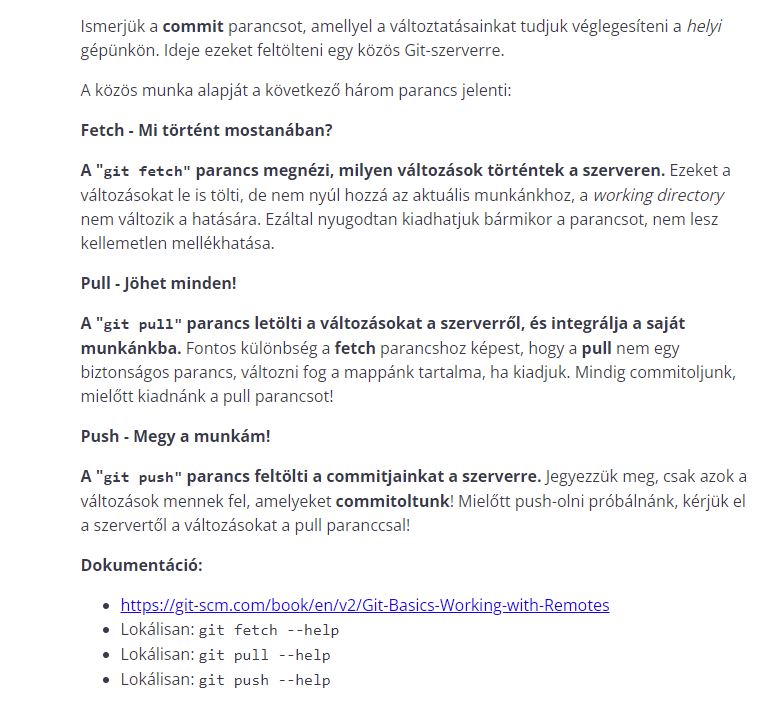 Ismerjük a commit parancsot, amellyel a változtatásainkat tudjuk véglegesíteni a helyi
gépünkön. Ideje ezeket feltölteni egy közös Git-szerverre.
A közös munka alapját a következő három parancs jelenti:
Fetch - Mi történt mostanában?
A "git fetch" parancs megnézi, milyen változások történtek a szerveren. Ezeket a
változásokat le is tölti, de nem nyúl hozzá az aktuális munkánkhoz, a working directory
nem változik a hatására. Ezáltal nyugodtan kiadhatjuk bármikor a parancsot, nem lesz
kellemetlen mellékhatása.
Pull - Jöhet minden!
A "git pull" parancs letölti a változásokat a szerverről, és integrálja a saját
munkánkba. Fontos különbség a fetch parancshoz képest, hogy a pull nem egy
biztonságos parancs, változni fog a mappánk tartalma, ha kiadjuk. Mindig commitoljunk,
mielőtt kiadnánk a pull parancsot!
Push - Megy a munkám!
A "git push" parancs feltölti a commitjainkat a szerverre. Jegyezzük meg, csak azok a
változások mennek fel, amelyeket commitoltunk! Mielőtt push-olni próbálnánk, kérjük el
a szervertől a változásokat a pull paranccsal!
Dokumentáció:
• https://git-scm.com/book/en/v2/Git-Basics-Working-with-Remotes
• Lokálisan: git fetch --help
• Lokálisan: git pull --help
• Lokálisan: git push --help